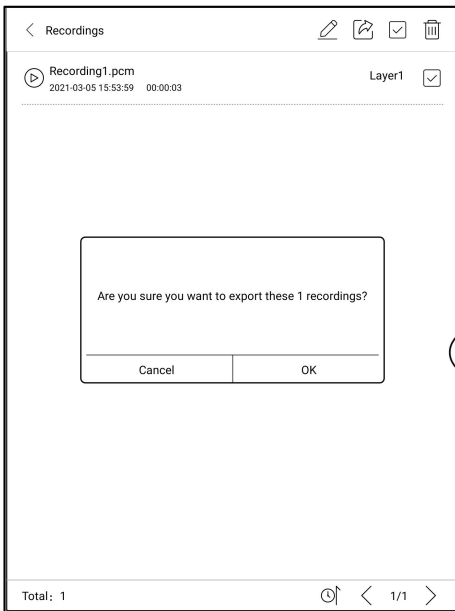 Recordings
Recording1.pcm
Layer1
2021-03-05 15:53:59 00:00:03
Are you sure you want to export these 1 recordings?
Cancel
OK
Total：1
1/1